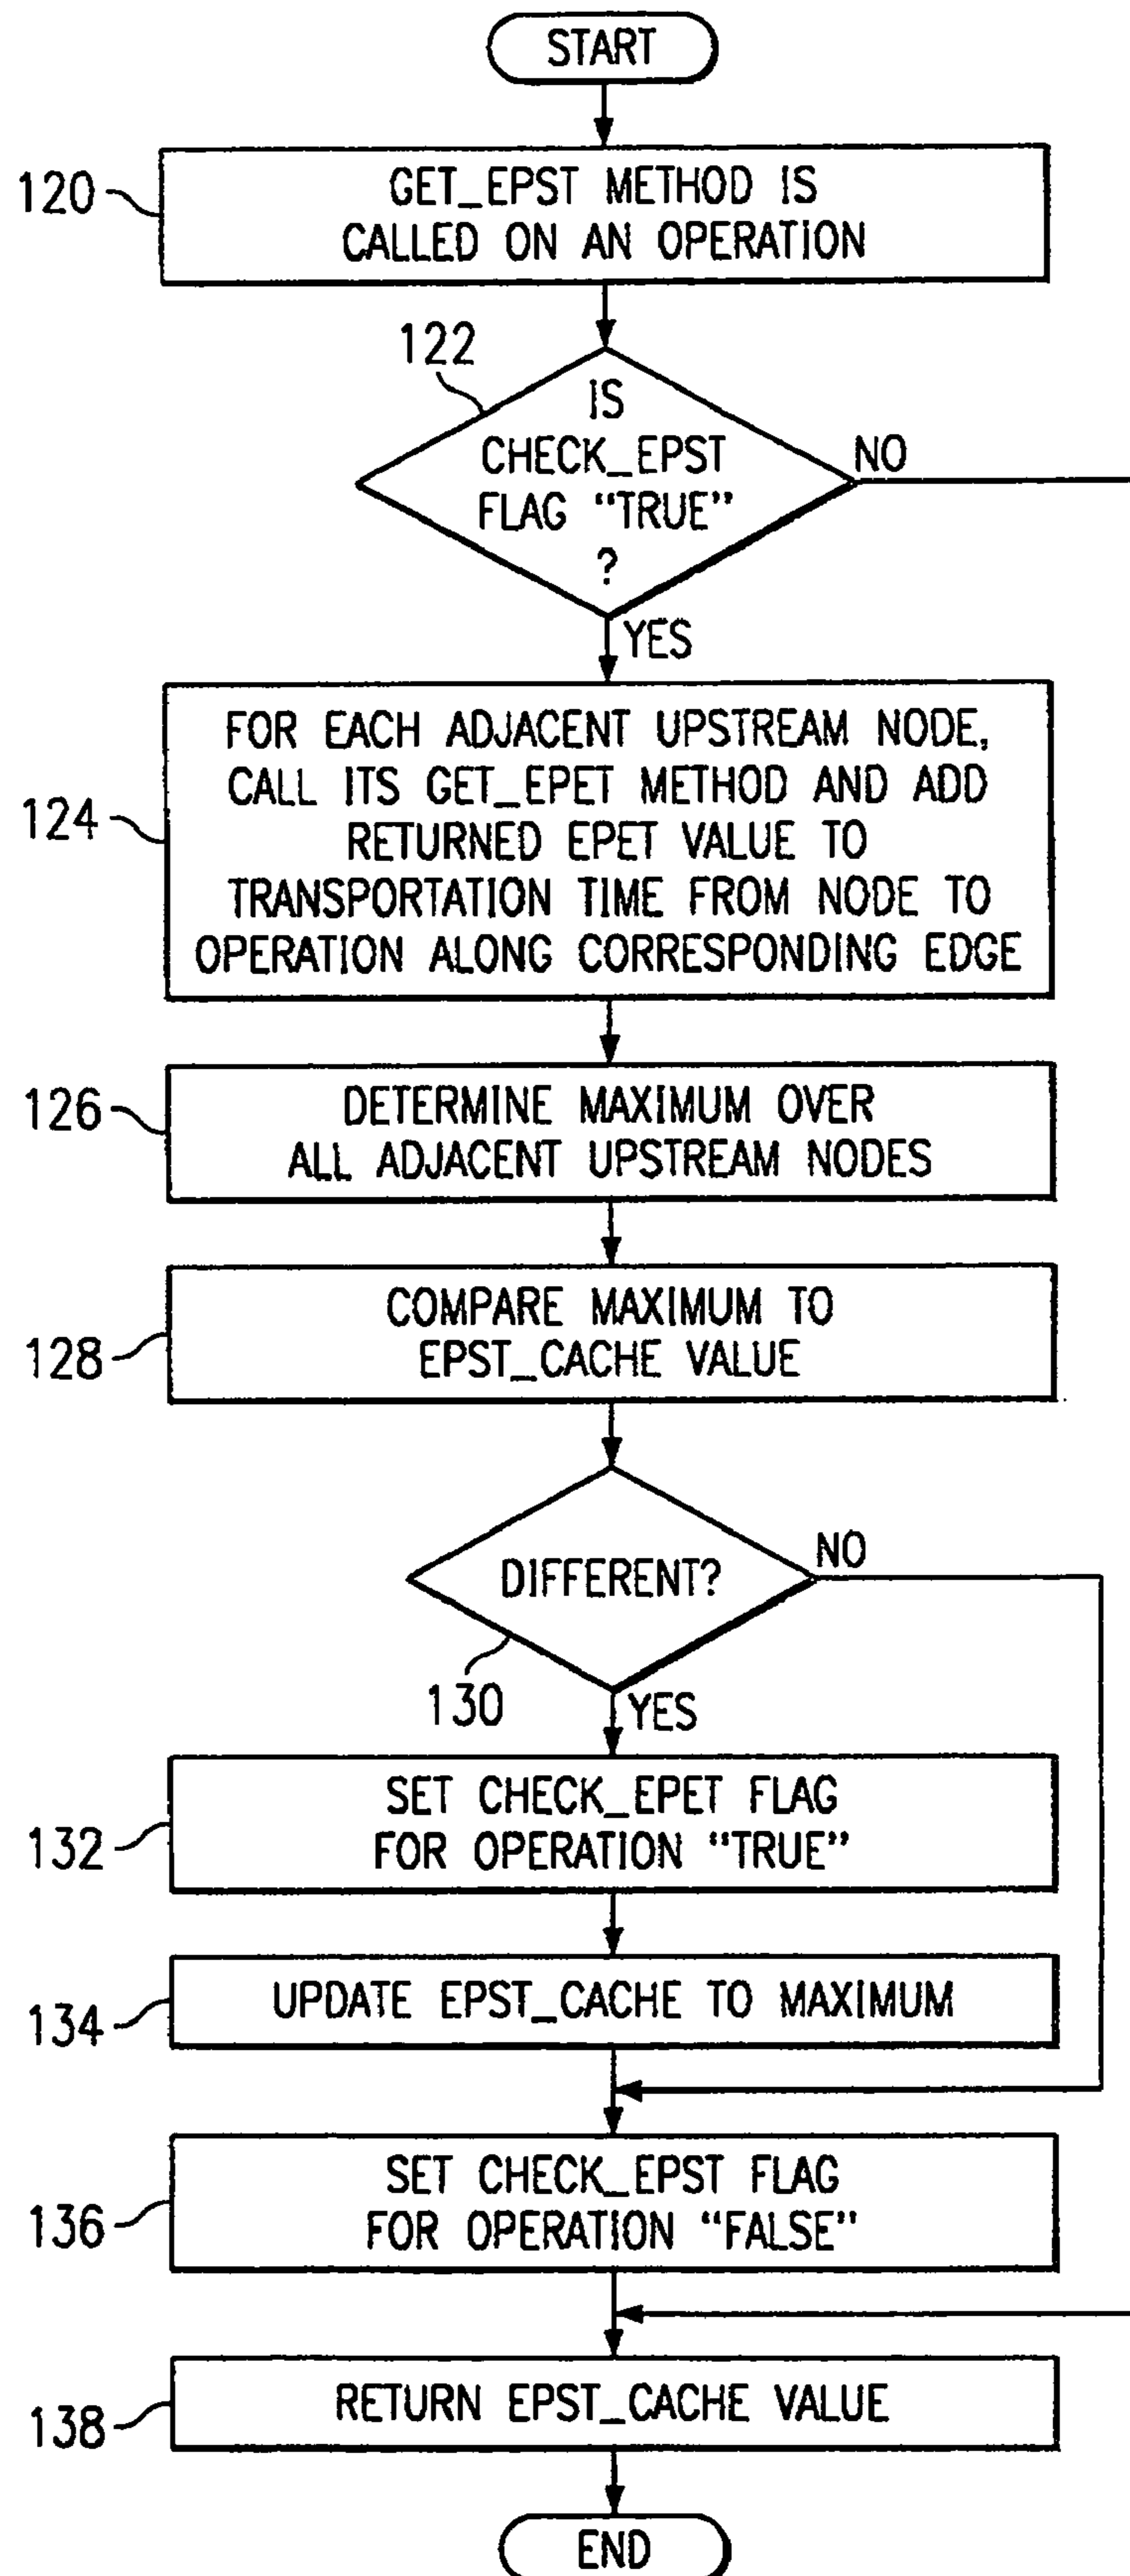 START
120
GET_EPST METHOD IS
CALLED ON AN OPERATION
122
IS
CHECK_EPST
FLAG "TRUE"
?
NO
YES
124
FOR EACH ADJACENT UPSTREAM NODE,
CALL ITS GET_EPET METHOD AND ADD
RETURNED EPET VALUE TO
TRANSPORTATION TIME FROM NODE TO
OPERATION ALONG CORRESPONDING EDGE
126
DETERMINE MAXIMUM OVER
ALL ADJACENT UPSTREAM NODES
128
COMPARE MAXIMUM TO
EPST_CACHE VALUE
DIFFERENT?
NO
130
YES
132
SET CHECK_EPET FLAG
FOR OPERATION "TRUE"
134
UPDATE EPST_CACHE TO MAXIMUM
136
SET CHECK_EPST FLAG
FOR OPERATION "FALSE"
138
RETURN EPST_CACHE VALUE
END